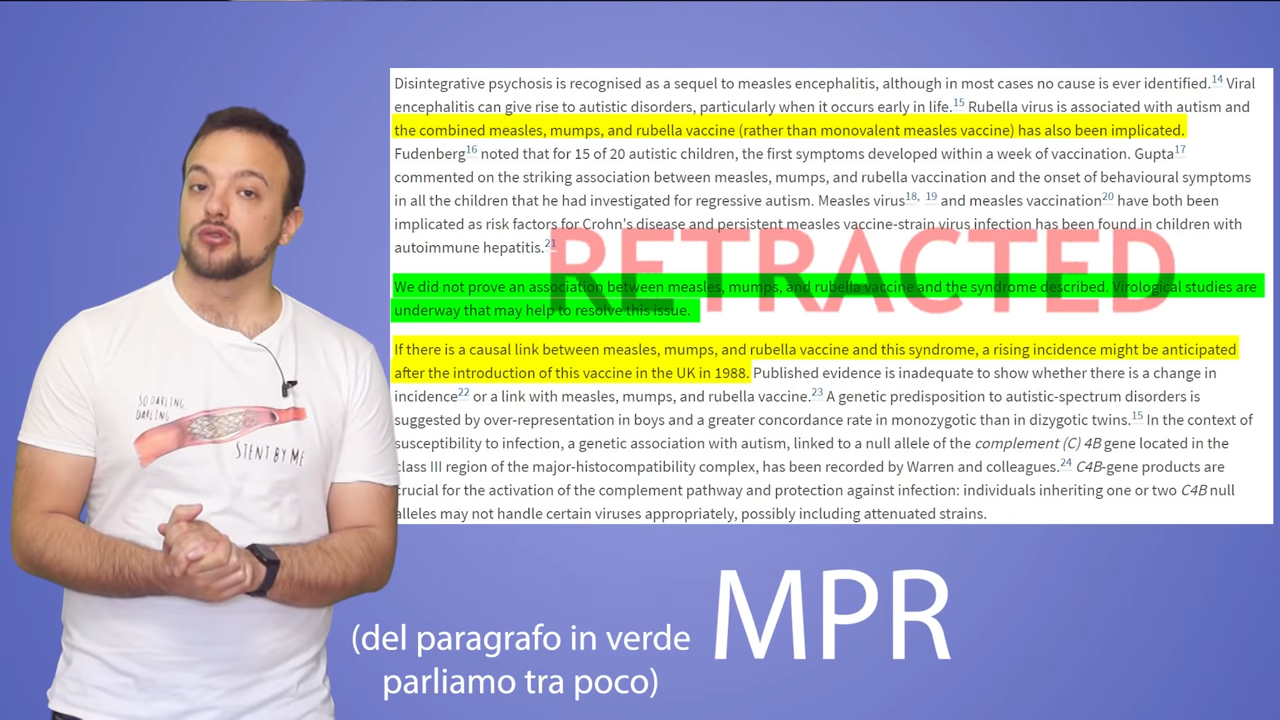 Disintegrative psychosis is recognised as a sequel to measles encephalitis, although in most cases no cause is ever identified.14 Viral
encephalitis can give rise to autistic disorders, particularly when it occurs early in life.15 Rubella virus is associated with autism and
the combined measles, mumps, and rubella vaccine (rather than monovalent measles vaccine) has also been implicated.
Fudenberg16 noted that for 15 of 20 autistic children, the first symptoms developed within a week of vaccination. Gupta17
commented on the striking association between measles, mumps, and rubella vaccination and the onset of behavioural symptoms
in all the children that he had investigated for regressive autism. Measles virus18, 19 and measles vaccination20 have both been
implicated as risk factors for Crohn's disease and persistent measles vaccine-strain virus infection has been found in children with
autoimmune hepatitis.21
RETRACTED
We did not prove an association between measles, mumps, and rubella vaccine and the syndrome described. Virological studies are
underway that may help to resolve this issue.
If there is a causal link between measles, mumps, and rubella vaccine and this syndrome, a rising incidence might be anticipated
after the introduction of this vaccine in the UK in 1988. Published evidence is inadequate to show whether there is a change in
incidence22 or a link with measles, mumps, and rubella vaccine.23 A genetic predisposition to autistic-spectrum disorders is
suggested by over-representation in boys and a greater concordance rate in monozygotic than in dizygotic twins.15 In the context of
susceptibility to infection, a genetic association with autism, linked to a null allele of the complement (C) 4B gene located in the
class III region of the major-histocompatibility complex, has been recorded by Warren and colleagues.24 C4B-gene products are
crucial for the activation of the complement pathway and protection against infection: individuals inheriting one or two C4B null
alleles may not handle certain viruses appropriately, possibly including attenuated strains.
SO DARLING,
DARLING
STENT BY ME
(del paragrafo in verde
parliamo tra poco)
MPR